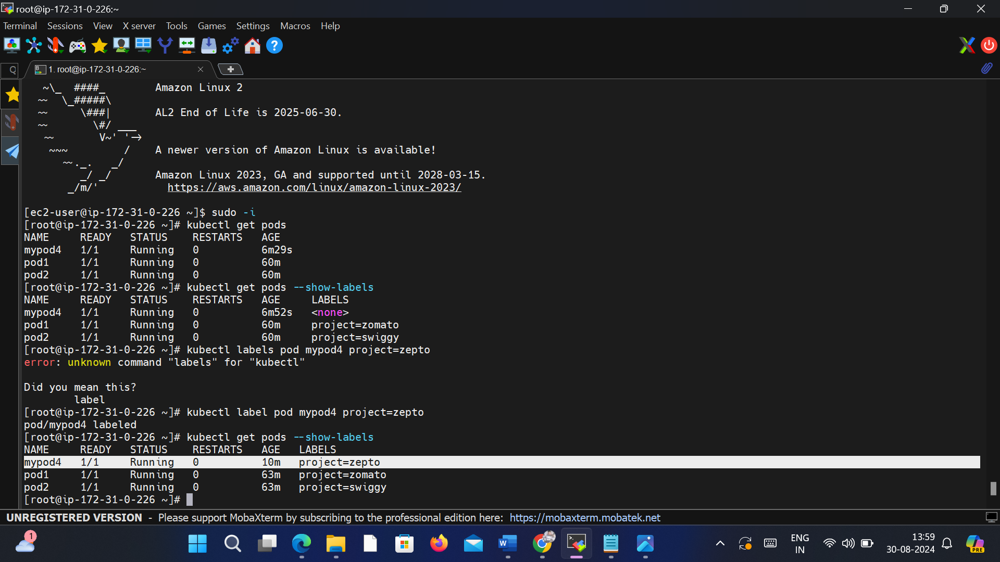 root@ip-172-31-0-226:~
Terminal Sessions View X server Tools Games Settings Macros Help
1. root@ip-172-31-0-226:~
~\_ ####_ Amazon Linux 2
~~ \_#####\
~~ \###| AL2 End of Life is 2025-06-30.
~~ \#/ ___
~~ V~' '->
~~~ / A newer version of Amazon Linux is available!
~~._. _/
_/ _/ Amazon Linux 2023, GA and supported until 2028-03-15.
_/m/' https://aws.amazon.com/linux/amazon-linux-2023/
[ec2-user@ip-172-31-0-226 ~]$ sudo -i
[root@ip-172-31-0-226 ~]# kubectl get pods
NAME READY STATUS RESTARTS AGE
mypod4 1/1 Running 0 6m29s
pod1 1/1 Running 0 60m
pod2 1/1 Running 0 60m
[root@ip-172-31-0-226 ~]# kubectl get pods --show-labels
NAME READY STATUS RESTARTS AGE LABELS
mypod4 1/1 Running 0 6m52s <none>
pod1 1/1 Running 0 60m project=zomato
pod2 1/1 Running 0 60m project=swiggy
[root@ip-172-31-0-226 ~]# kubectl labels pod mypod4 project=zepto
error: unknown command "labels" for "kubectl"
Did you mean this?
label
[root@ip-172-31-0-226 ~]# kubectl label pod mypod4 project=zepto
pod/mypod4 labeled
[root@ip-172-31-0-226 ~]# kubectl get pods --show-labels
NAME READY STATUS RESTARTS AGE LABELS
mypod4 1/1 Running 0 10m project=zepto
pod1 1/1 Running 0 63m project=zomato
pod2 1/1 Running 0 63m project=swiggy
[root@ip-172-31-0-226 ~]#
UNREGISTERED VERSION - Please support MobaXterm by subscribing to the professional edition here: https://mobaxterm.mobatek.net
1
W
ENG
IN
13:59
30-08-2024
PRE